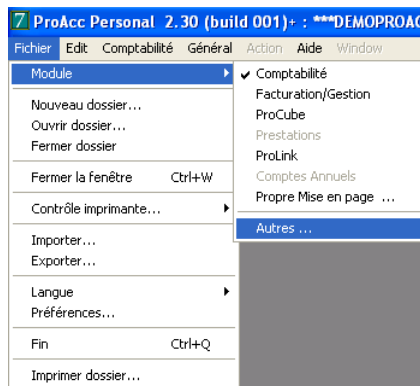 7 ProAcc Personal 2.30 (build 001)+ : ***DEMOPROAC
Fichier Edit Comptabilité Général Action Aide Window
Module
Nouveau dossier...
Ouvrir dossier...
Fermer dossier
Fermer la fenêtre Ctrl+W
Contrôle imprimante...
Importer...
Exporter...
Langue
Préférences...
Fin Ctrl+Q
Imprimer dossier...
Comptabilité
Facturation/Gestion
ProCube
Prestations
ProLink
Comptes Annuels
Propre Mise en page ...
Autres ...